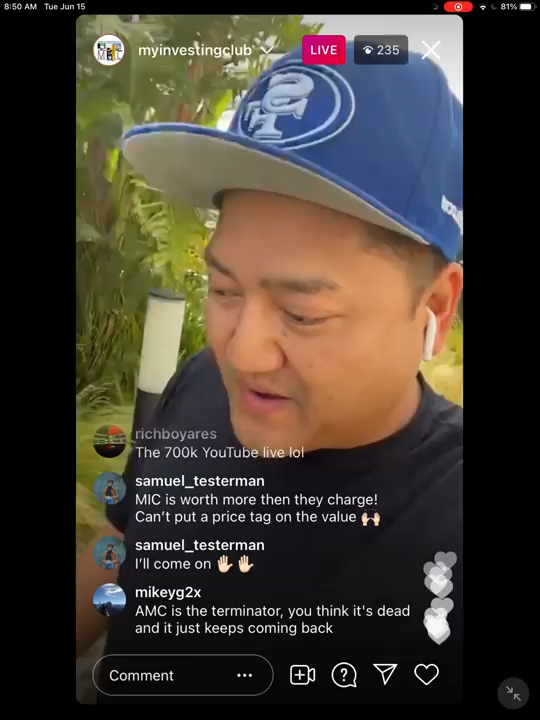 8:50 AM Tue Jun 15
81%
myinvestingclub
LIVE
235
SF
richboyares
The 700k YouTube live lol
samuel_testerman
MIC is worth more then they charge!
Can’t put a price tag on the value 🙌🏻
samuel_testerman
I’ll come on 🖐🏻🖐🏻
mikeyg2x
AMC is the terminator, you think it's dead
and it just keeps coming back
Comment